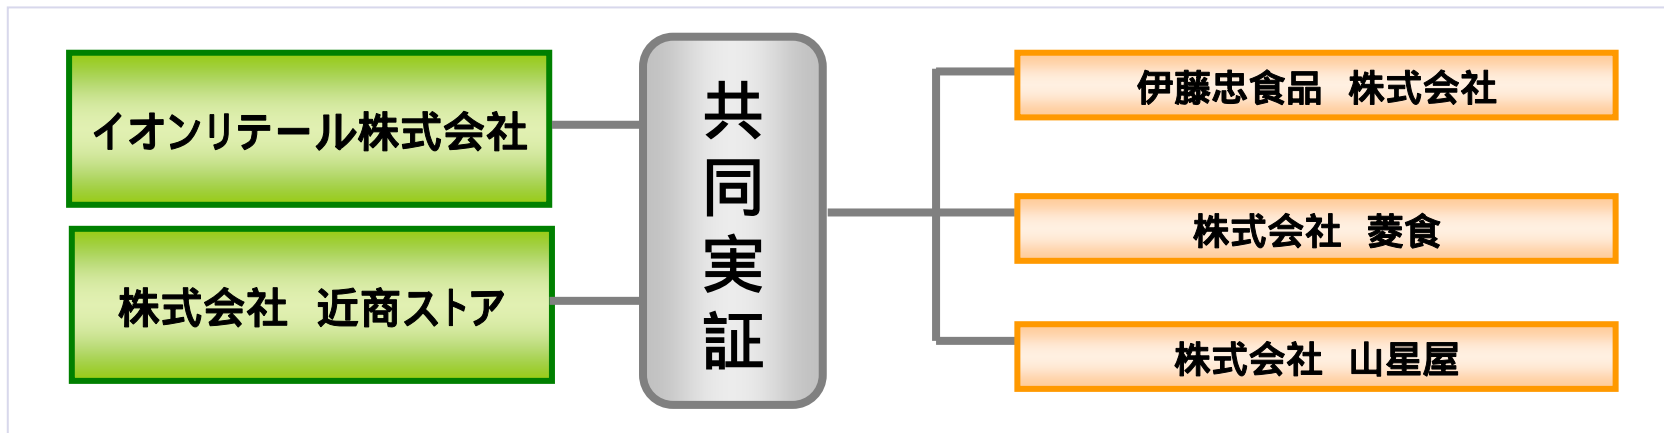 イオンリテール株式会社
株式会社　近商ストア
共同実証
伊藤忠食品　株式会社
株式会社　菱食
株式会社　山星屋